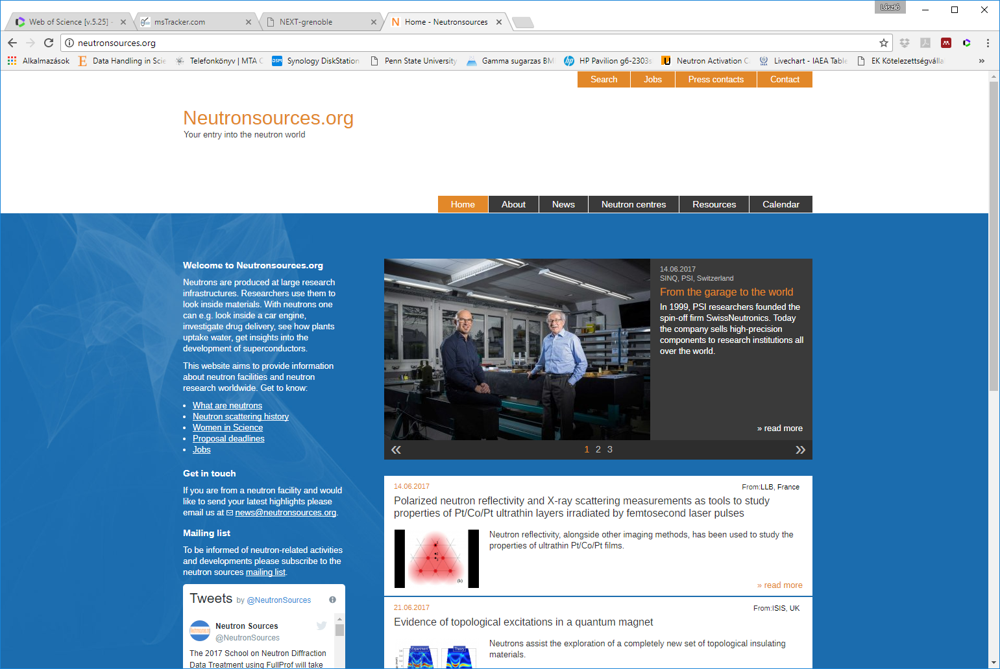 László
Web of Science [v.5.25] -
msTracker.com
NEXT-grenoble
Home - Neutronsources
neutronsources.org
Alkalmazások
Data Handling in Scie
Telefonkönyv | MTA C
DSM Synology DiskStation
Penn State University
Gamma sugarzas BM
hp HP Pavilion g6-2303s
Neutron Activation Ca
Livechart - IAEA Table
EK Kötelezettségvállal
Search
Jobs
Press contacts
Contact
Neutronsources.org
Your entry into the neutron world
Home
About
News
Neutron centres
Resources
Calendar
Welcome to Neutronsources.org
Neutrons are produced at large research
infrastructures. Researchers use them to
look inside materials. With neutrons one
can e.g. look inside a car engine,
investigate drug delivery, see how plants
uptake water, get insights into the
development of superconductors.
This website aims to provide information
about neutron facilities and neutron
research worldwide. Get to know:
• What are neutrons
• Neutron scattering history
• Women in Science
• Proposal deadlines
• Jobs
Get in touch
If you are from a neutron facility and would
like to send your latest highlights please
email us at news@neutronsources.org.
Mailing list
To be informed of neutron-related activities
and developments please subscribe to the
neutron sources mailing list.
Tweets by @NeutronSources
Neutron Sources
@NeutronSources
The 2017 School on Neutron Diffraction
Data Treatment using FullProf will take
14.06.2017
SINQ, PSI, Switzerland
From the garage to the world
In 1999, PSI researchers founded the
spin-off firm SwissNeutronics. Today
the company sells high-precision
components to research institutions all
over the world.
» read more
« 1 2 3 »
14.06.2017
From:LLB, France
Polarized neutron reflectivity and X-ray scattering measurements as tools to study
properties of Pt/Co/Pt ultrathin layers irradiated by femtosecond laser pulses
Neutron reflectivity, alongside other imaging methods, has been used to study the
properties of ultrathin Pt/Co/Pt films.
(b)
» read more
21.06.2017
From:ISIS, UK
Evidence of topological excitations in a quantum magnet
Experiment
Theory
Neutrons assist the exploration of a completely new set of topological insulating
materials.